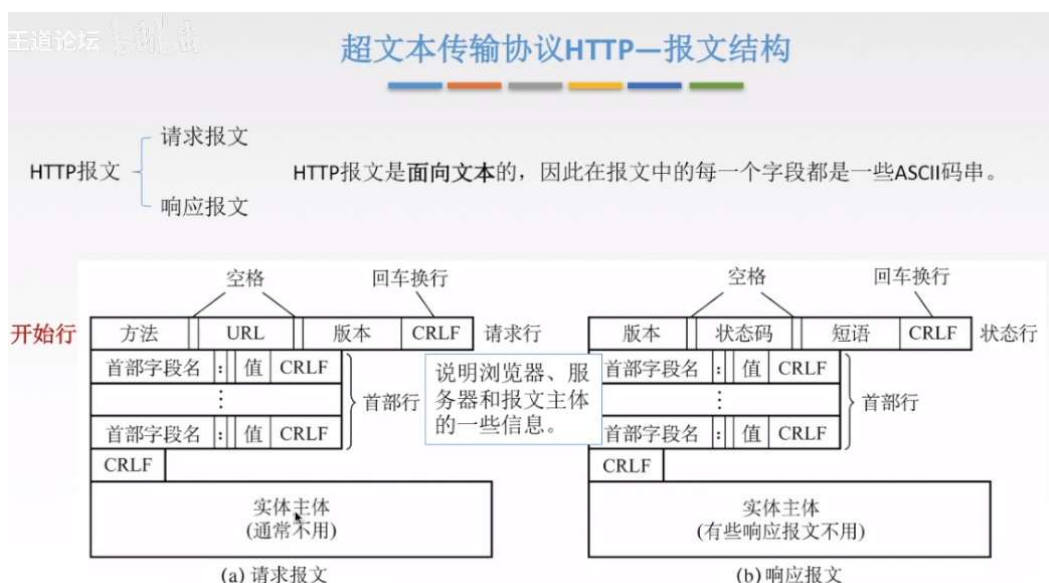 王道论坛
超文本传输协议HTTP—报文结构
请求报文
HTTP报文
HTTP报文是面向文本的，因此在报文中的每一个字段都是一些ASCII码串。
响应报文
空格 回车换行
开始行 方法 URL 版本 CRLF 请求行
首部字段名 : 值 CRLF
⋮
首部行
首部字段名 : 值 CRLF
CRLF
实体主体
(通常不用)
(a) 请求报文
说明浏览器、服
务器和报文主体
的一些信息。
空格 回车换行
版本 状态码 短语 CRLF 状态行
首部字段名 : 值 CRLF
⋮
首部行
首部字段名 : 值 CRLF
CRLF
实体主体
(有些响应报文不用)
(b) 响应报文